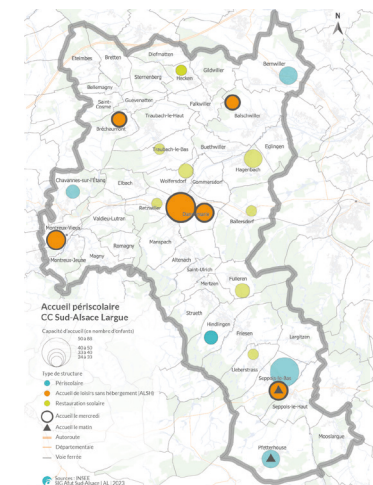 N
Eteimbes
Bretten
Diefmatten
Sternenberg
Hecken
Gildwiller
Bernwiller
Bellemagny
Saint-
Cosme
Guevenatten
Falkwiller
Balschwiller
Bréchaumont
Traubach-le-Haut
Traubach-le-Bas
Buethwiller
Eglingen
Hagenbach
Chavannes-sur-l'Étang
Elbach
Wolfersdorf
Gommersdorf
Retzwiller
Dannemarie
Ballersdorf
Valdieu-Lutran
Montreux-Vieux
Montreux-Jeune
Magny
Romagny
Manspach
Altenach
Saint-Ulrich
Mertzen
Fulleren
Strueth
Hindlingen
Friesen
Largitzen
Ueberstrass
Seppois-le-Bas
Seppois-le-Haut
Mooslargue
Pfetterhouse
Accueil périscolaire
CC Sud-Alsace Largue
Capacité d'accueil (en nombre d'enfants)
Type de structure
Périscolaire
Accueil de loisirs sans hébergement (ALSH)
Restauration scolaire
Accueil le mercredi
Accueil le matin
Autoroute
Départementale
Voie ferrée
Sources : INSEE